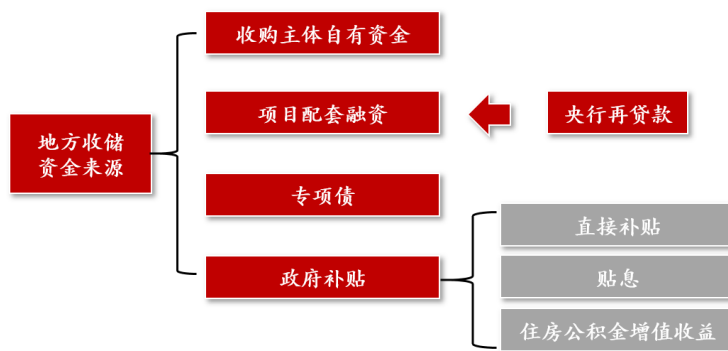 收购主体自有资金
项目配套融资
央行再贷款
地方收储
资金来源
专项债
直接补贴
政府补贴
贴息
住房公积金增值收益